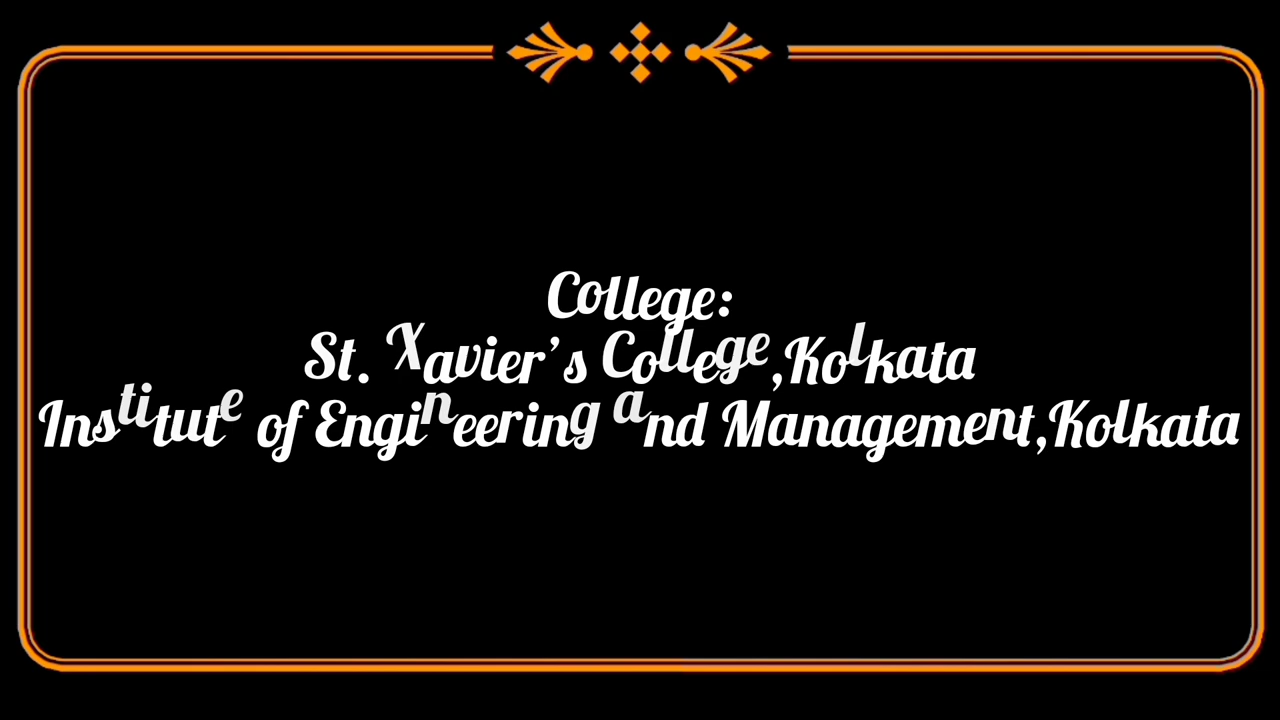 College:
St. Xavier's College,Kolkata
Institute of Engineering and Management,Kolkata